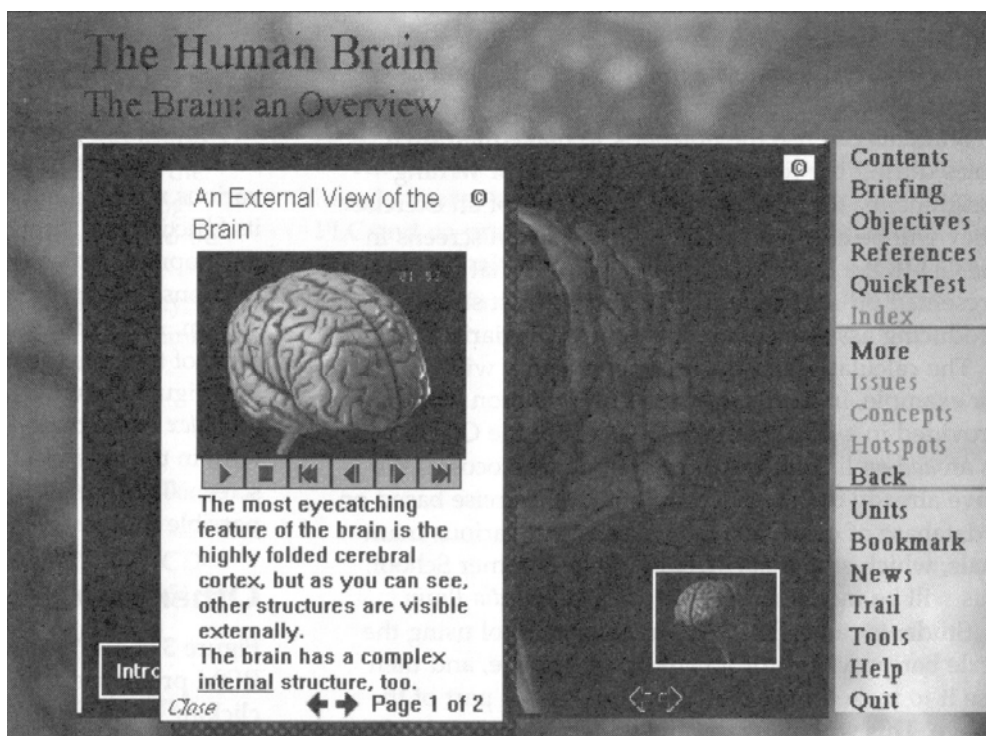 The Human Brain
The Brain: an Overview
©
An External View of the ©
Brain
The most eyecatching
feature of the brain is the
highly folded cerebral
cortex, but as you can see,
other structures are visible
externally.
The brain has a complex
internal structure, too.
Close Page 1 of 2
Intro
Contents
Briefing
Objectives
References
QuickTest
Index
More
Issues
Concepts
Hotspots
Back
Units
Bookmark
News
Trail
Tools
Help
Quit